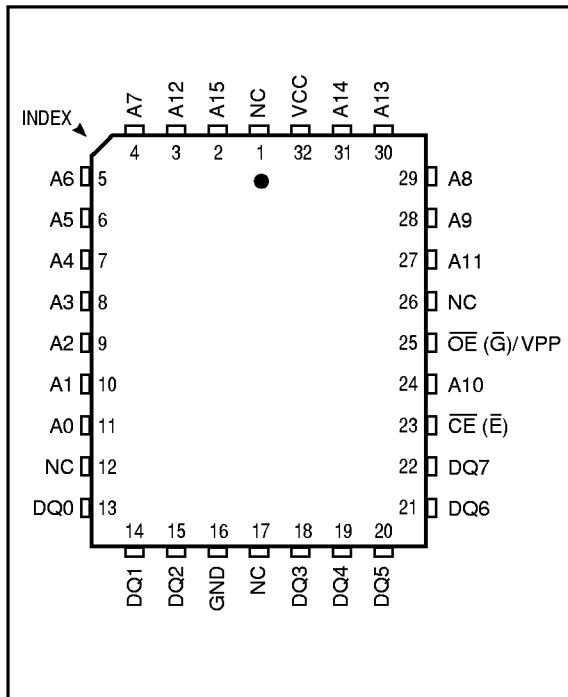 A7 A12 A15 NC VCC A14 A13
INDEX
4 3 2 1 32 31 30
A6 5 29 A8
A5 6 28 A9
A4 7 27 A11
A3 8 26 NC
A2 9 25 O̅E̅ (G̅)/VPP
A1 10 24 A10
A0 11 23 C̅E̅ (E̅)
NC 12 22 DQ7
DQ0 13 21 DQ6
14 15 16 17 18 19 20
DQ1 DQ2 GND NC DQ3 DQ4 DQ5